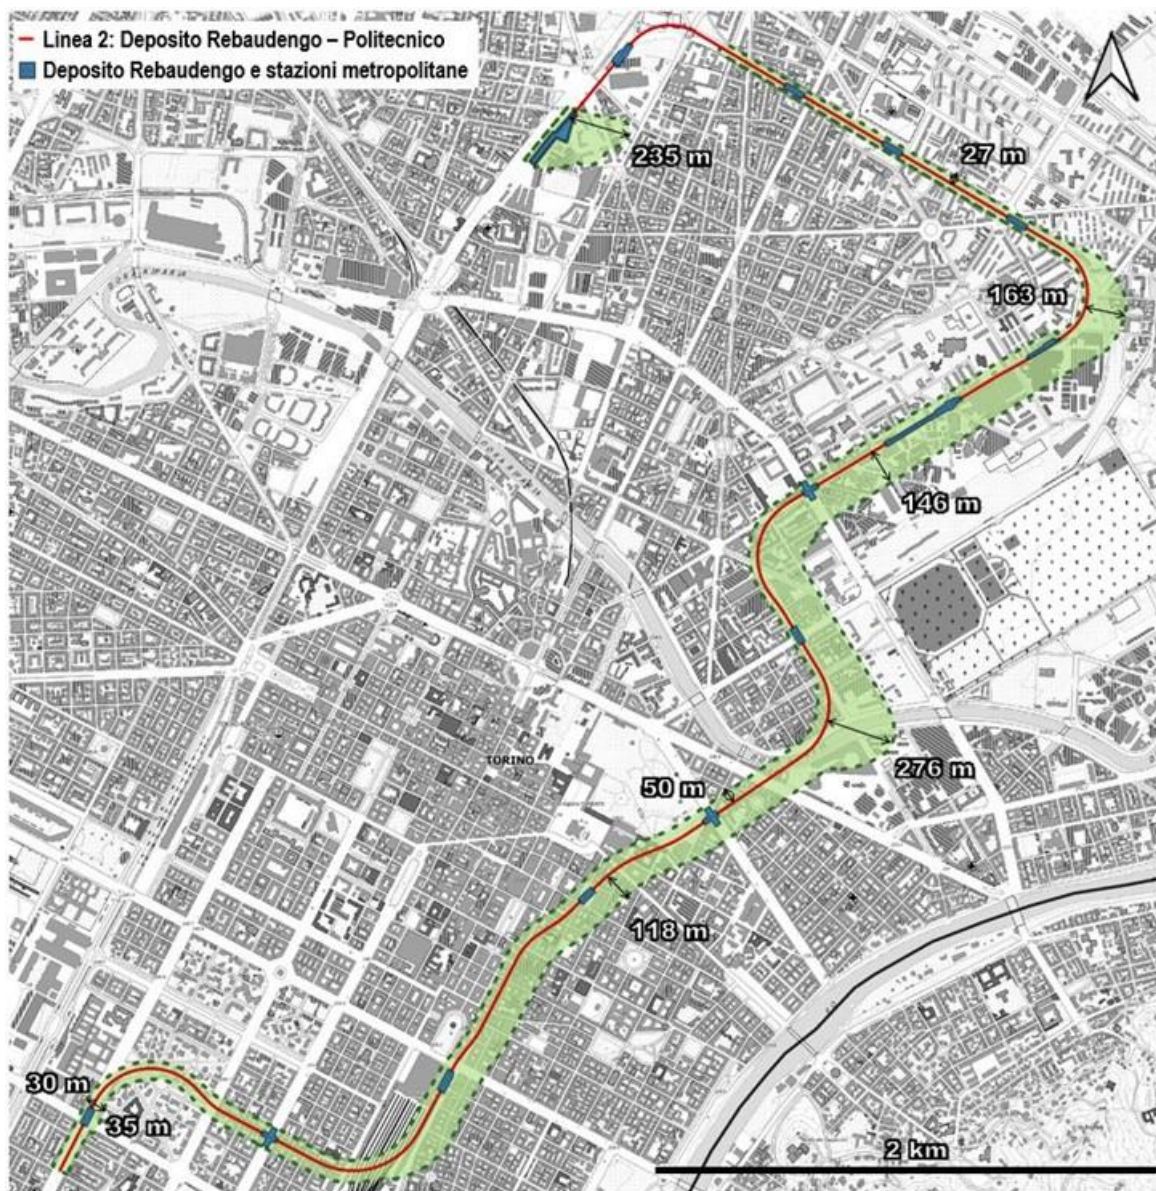 Linea 2: Deposito Rebaudengo – Politecnico
Deposito Rebaudengo e stazioni metropolitane
235 m
27 m
163 m
146 m
TORINO
276 m
50 m
118 m
30 m
35 m
2 km